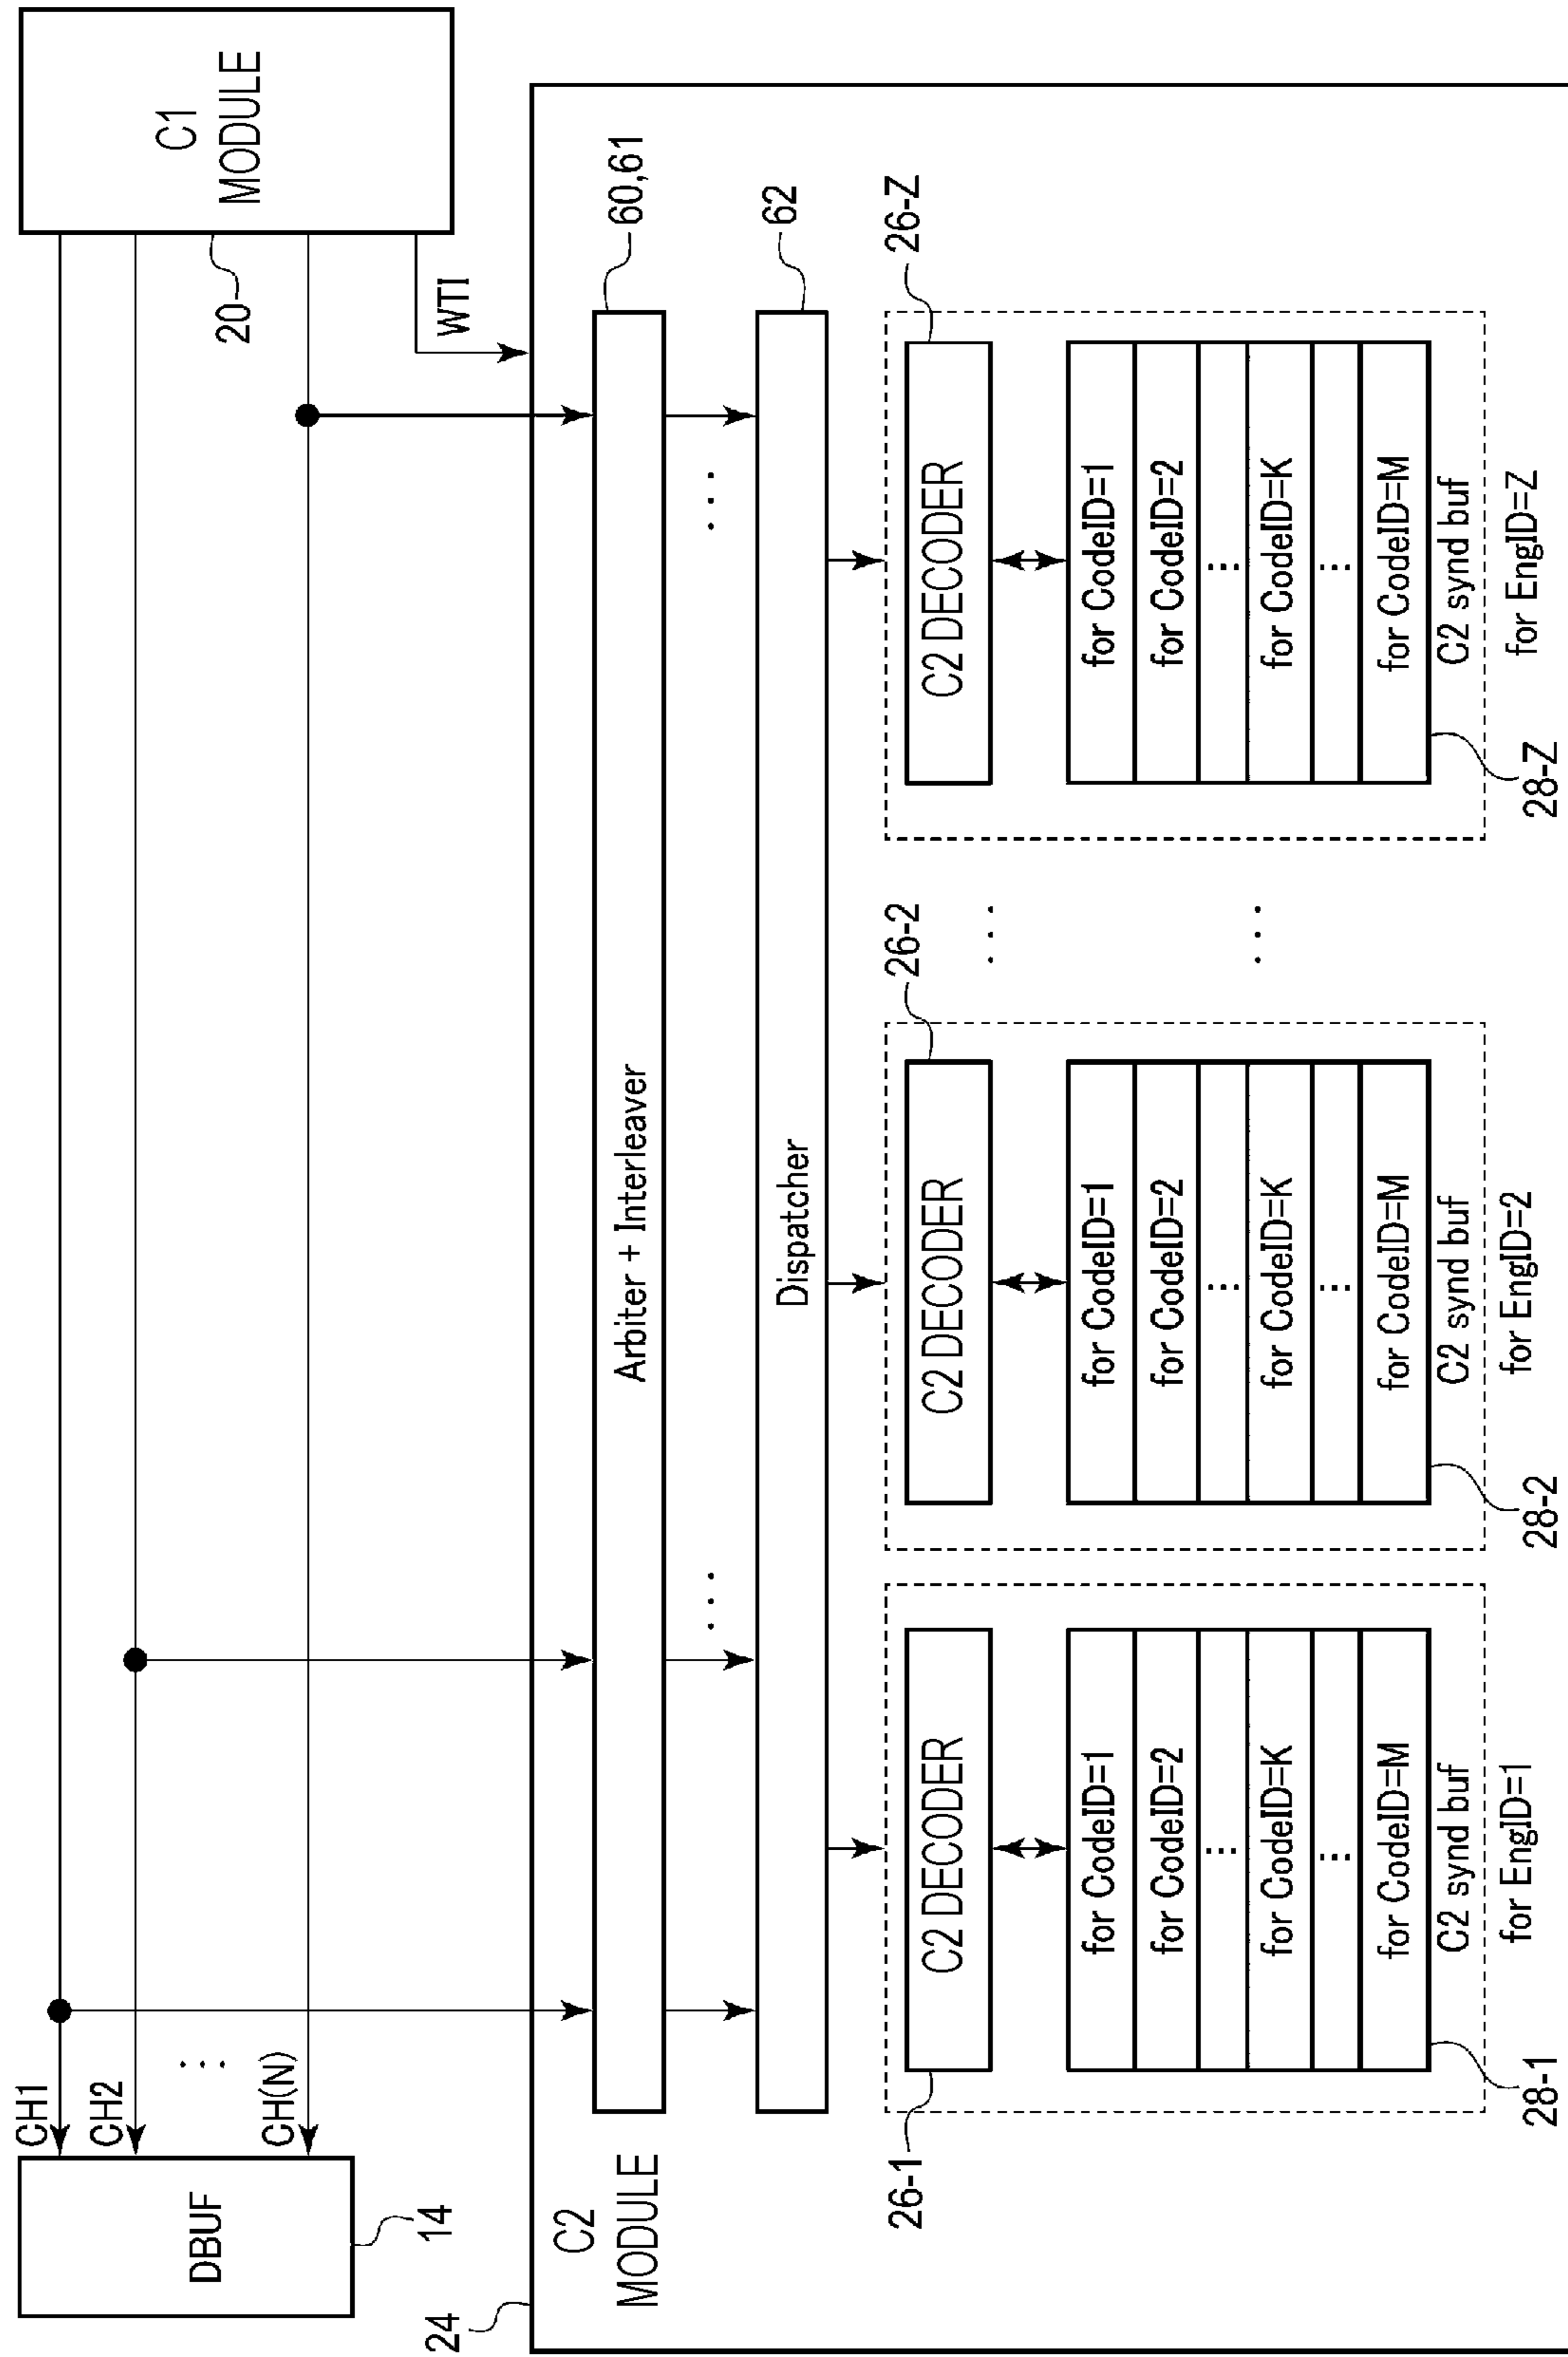 C1
MODULE
20
CH1
CH2
⋮
CH(N)
DBUF
14
WTI
24
C2
MODULE
60,61
Arbiter + Interleaver
...
...
62
Dispatcher
26-1
C2 DECODER
for CodeID=1
for CodeID=2
...
for CodeID=K
...
for CodeID=M
C2 synd buf
for EngID=1
28-1
26-2
C2 DECODER
for CodeID=1
for CodeID=2
...
for CodeID=K
...
for CodeID=M
C2 synd buf
for EngID=2
28-2
...
...
26-Z
C2 DECODER
for CodeID=1
for CodeID=2
...
for CodeID=K
...
for CodeID=M
C2 synd buf
for EngID=Z
28-Z